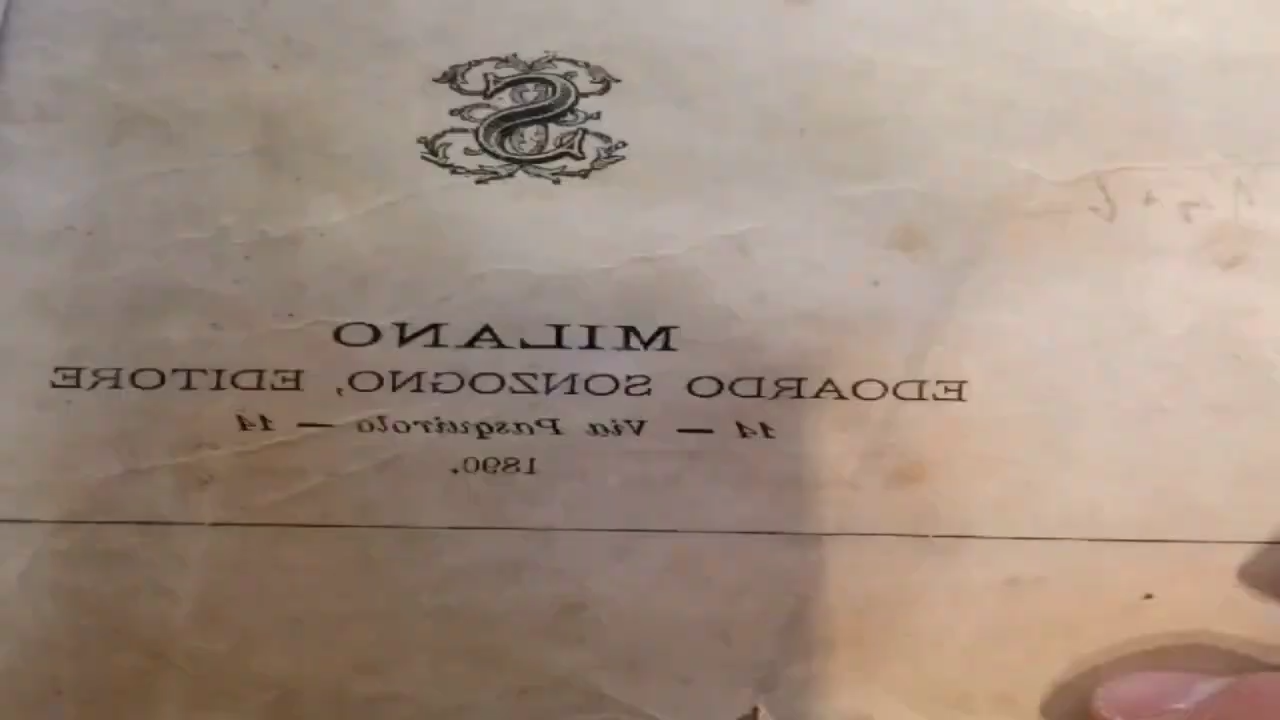 S
MILANO
EDOARDO SONZOGNO, EDITORE
14 — Via Pasquirolo — 14
1890.